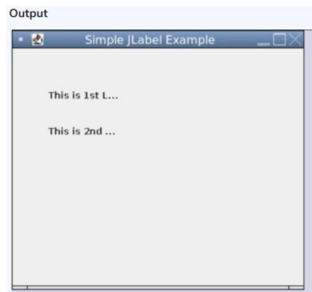 Output
Simple JLabel Example
This is 1st L...
This is 2nd ...